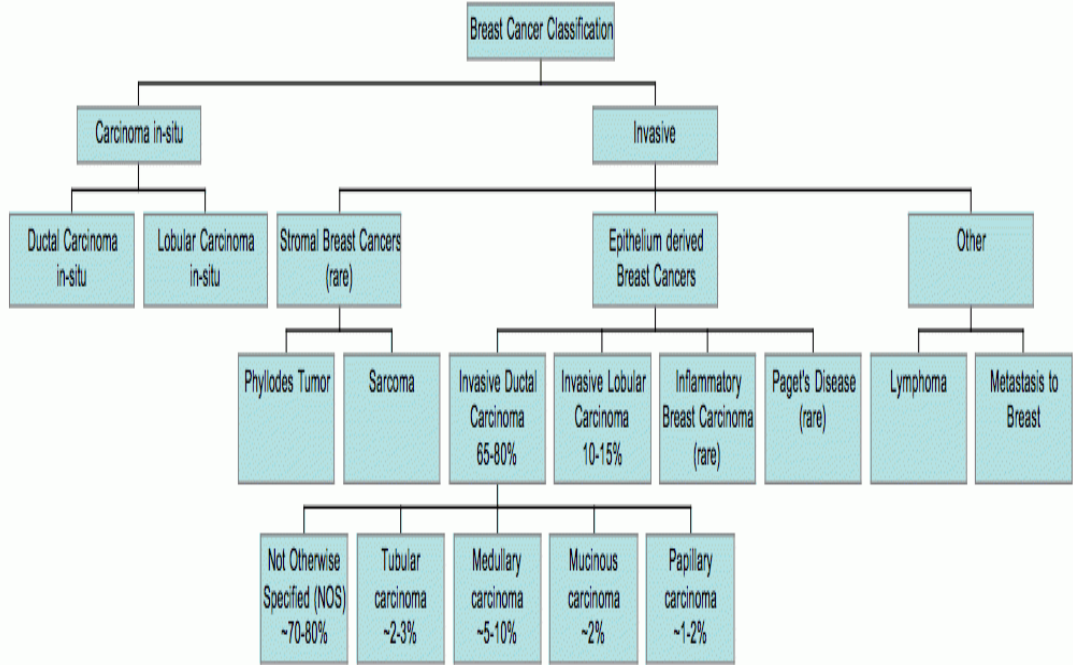 Breast Cancer Classification
Carcinoma in-situ
Invasive
Ductal Carcinoma
in-situ
Lobular Carcinoma
in-situ
Stromal Breast Cancers
(rare)
Epithelium derived
Breast Cancers
Other
Phyllodes Tumor
Sarcoma
Invasive Ductal
Carcinoma
65-80%
Invasive Lobular
Carcinoma
10-15%
Inflammatory
Breast Carcinoma
(rare)
Paget's Disease
(rare)
Lymphoma
Metastasis to
Breast
Not Otherwise
Specified (NOS)
~70-80%
Tubular
carcinoma
~2-3%
Medullary
carcinoma
~5-10%
Mucinous
carcinoma
~2%
Papillary
carcinoma
~1-2%